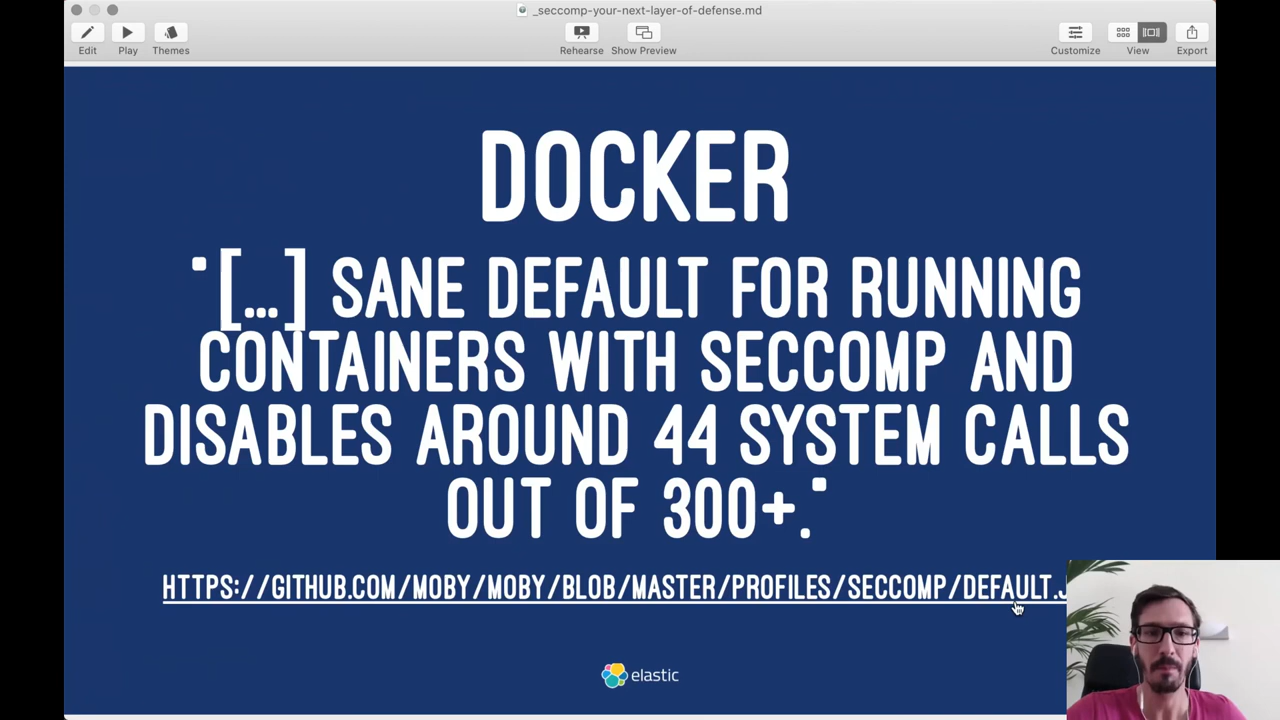 _seccomp-your-next-layer-of-defense.md
Edit Play Themes Rehearse Show Preview Customize View Export
DOCKER
"[…] SANE DEFAULT FOR RUNNING
CONTAINERS WITH SECCOMP AND
DISABLES AROUND 44 SYSTEM CALLS
OUT OF 300+."
HTTPS://GITHUB.COM/MOBY/MOBY/BLOB/MASTER/PROFILES/SECCOMP/DEFAULT.J
elastic